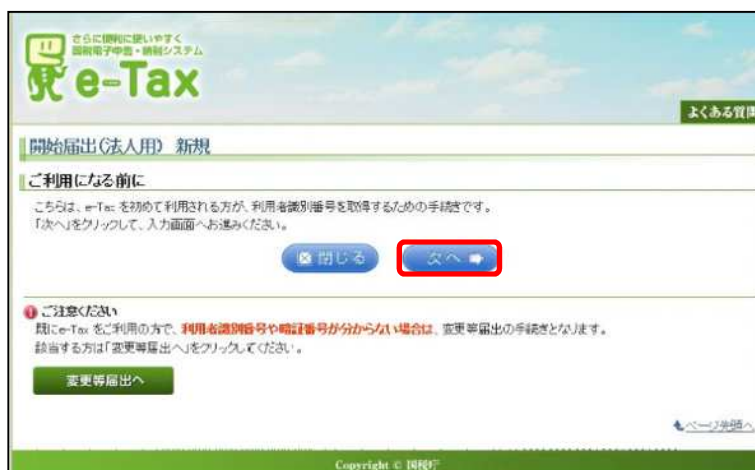 さらに便利に使いやすく
国税電子申告・納税システム
e-Tax
よくある質問
開始届出(法人用) 新規
ご利用になる前に
こちらは、e-Tax を初めて利用される方が、利用者識別番号を取得するための手続きです。
「次へ」をクリックして、入力画面へお進みください。
閉じる
次へ
ご注意ください
既にe-Tax をご利用の方で、利用者識別番号や暗証番号が分からない場合は、変更等届出の手続きとなります。
該当する方は「変更等届出へ」をクリックしてください。
変更等届出へ
ページ先頭へ
Copyright © 国税庁